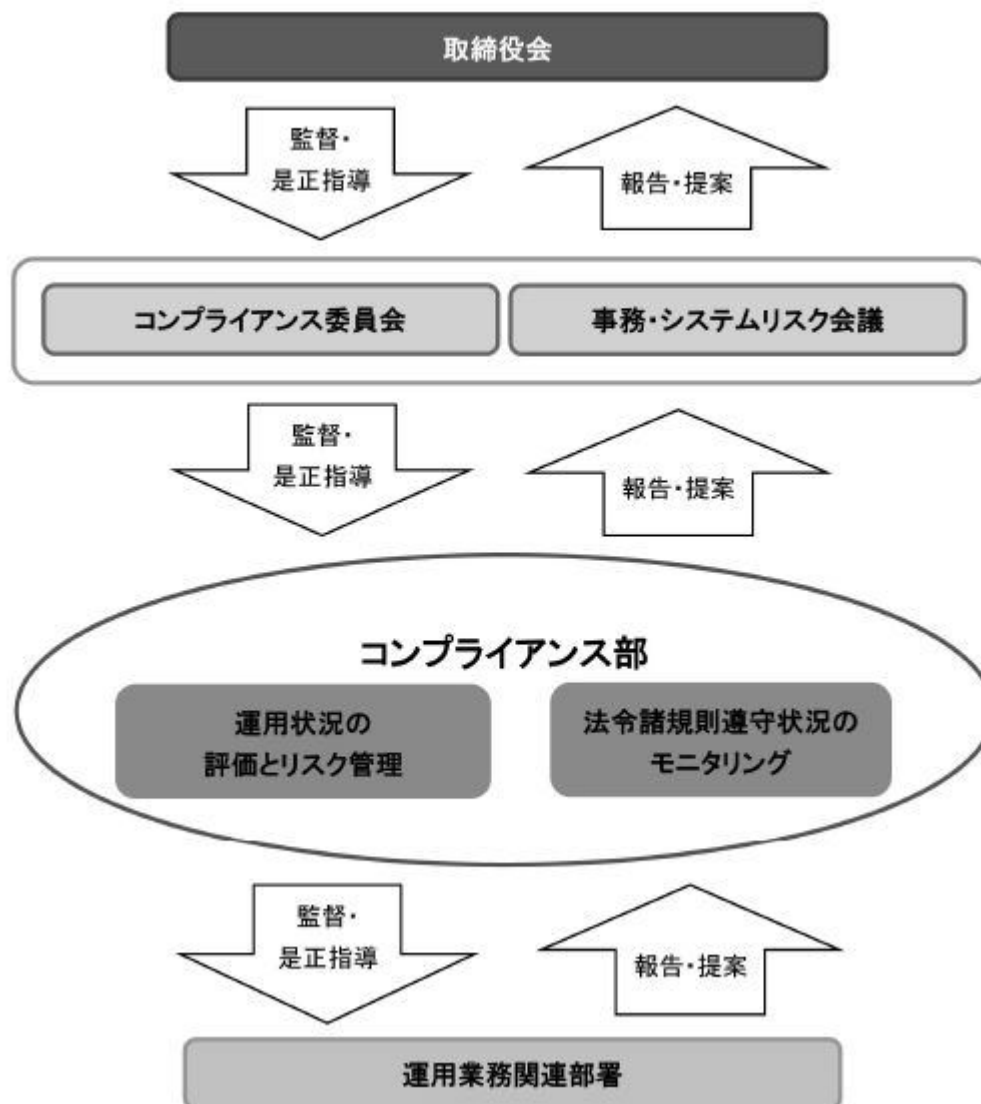 取締役会
監督・
是正指導
報告・提案
コンプライアンス委員会
事務・システムリスク会議
監督・
是正指導
報告・提案
コンプライアンス部
運用状況の
評価とリスク管理
法令諸規則遵守状況の
モニタリング
監督・
是正指導
報告・提案
運用業務関連部署